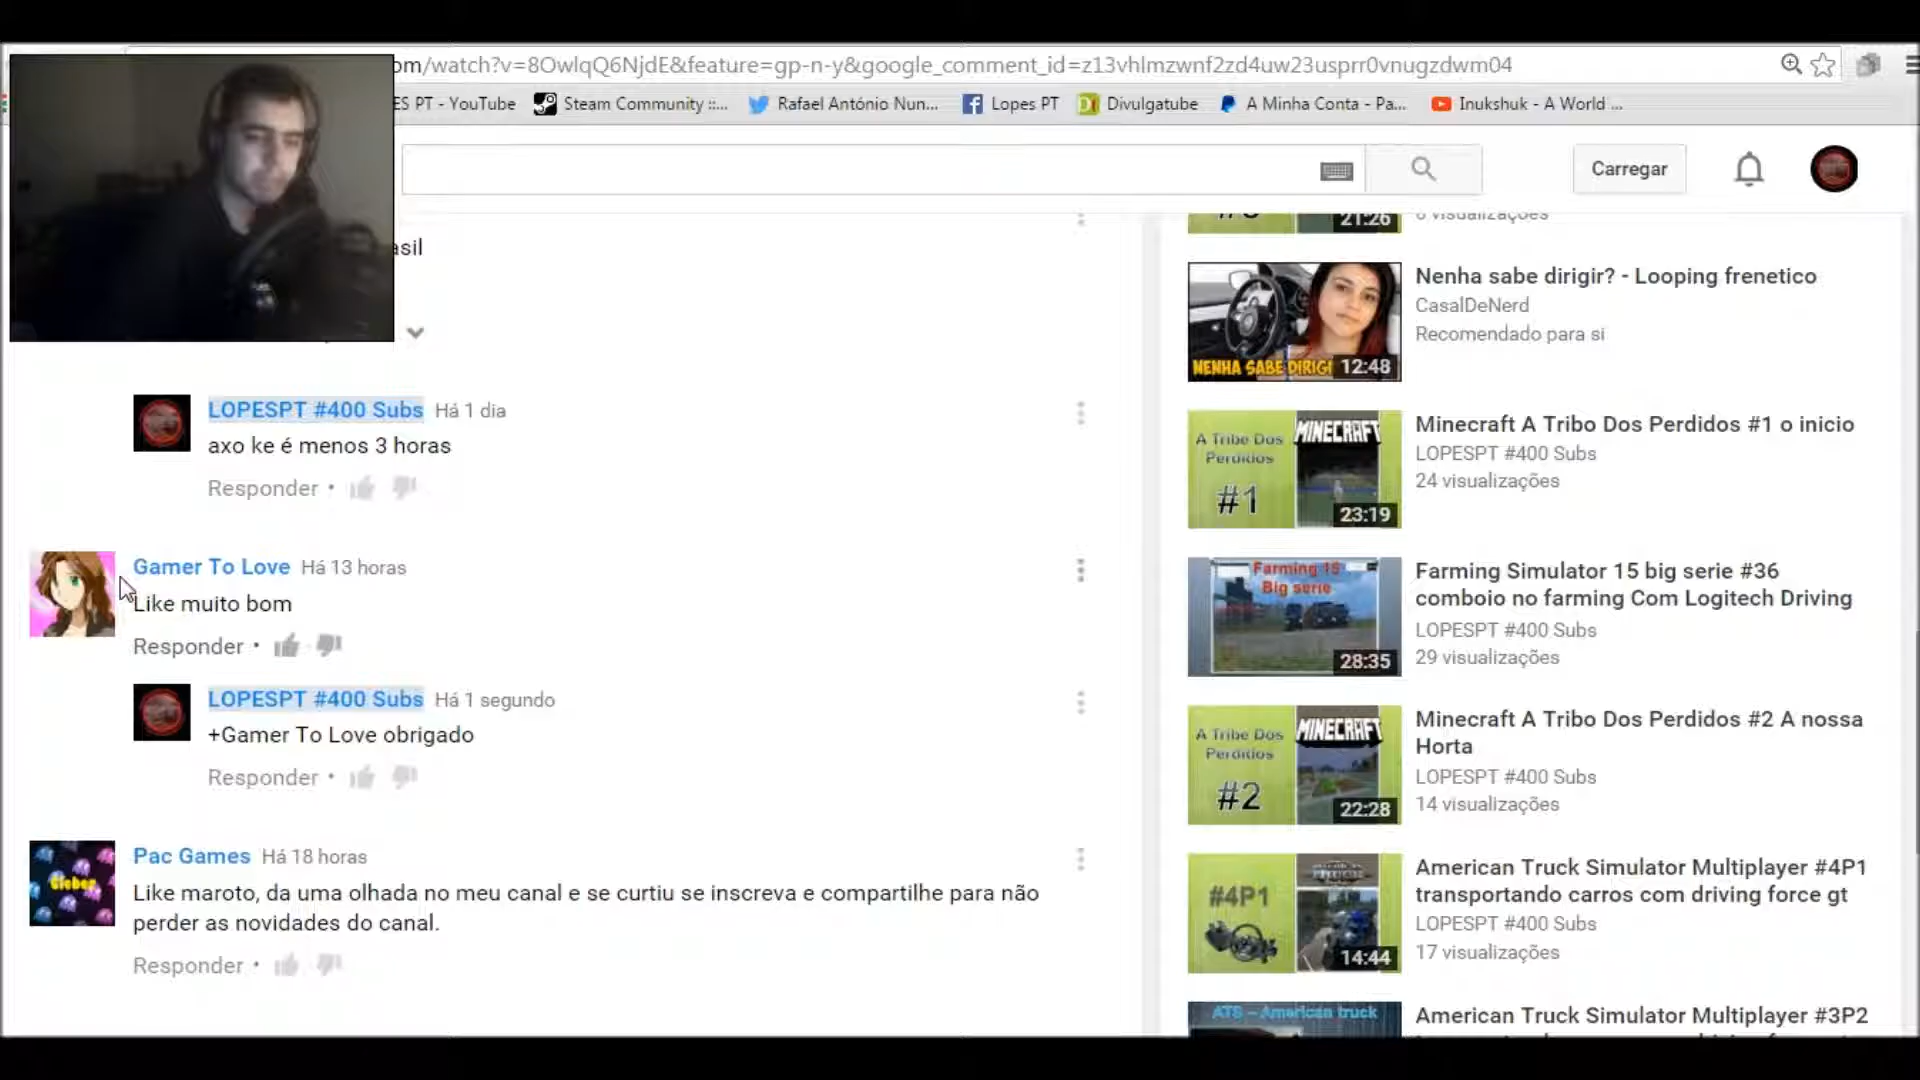 om/watch?v=8OwlqQ6NjdE&feature=gp-n-y&google_comment_id=z13vhlmzwnf2zd4uw23usprr0vnugzdwm04
ES PT - YouTube
Steam Community ::...
Rafael António Nun...
Lopes PT
Divulgatube
A Minha Conta - Pa...
Inukshuk - A World ...
Carregar
asil
LOPESPT #400 Subs Há 1 dia
axo ke é menos 3 horas
Responder •
Gamer To Love Há 13 horas
Like muito bom
Responder •
LOPESPT #400 Subs Há 1 segundo
+Gamer To Love obrigado
Responder •
Pac Games Há 18 horas
Like maroto, da uma olhada no meu canal e se curtiu se inscreva e compartilhe para não
perder as novidades do canal.
Responder •
Cleber
21:26
visualizações
NENHA SABE DIRIGI
12:48
Nenha sabe dirigir? - Looping frenetico
CasalDeNerd
Recomendado para si
A Tribe Dos
Perdidos
#1
MINECRAFT
23:19
Minecraft A Tribo Dos Perdidos #1 o inicio
LOPESPT #400 Subs
24 visualizações
Farming 15
Big serie
28:35
Farming Simulator 15 big serie #36
comboio no farming Com Logitech Driving
LOPESPT #400 Subs
29 visualizações
A Tribe Dos
Perdidos
#2
MINECRAFT
22:28
Minecraft A Tribo Dos Perdidos #2 A nossa
Horta
LOPESPT #400 Subs
14 visualizações
#4P1
14:44
American Truck Simulator Multiplayer #4P1
transportando carros com driving force gt
LOPESPT #400 Subs
17 visualizações
ATS - American truck
American Truck Simulator Multiplayer #3P2